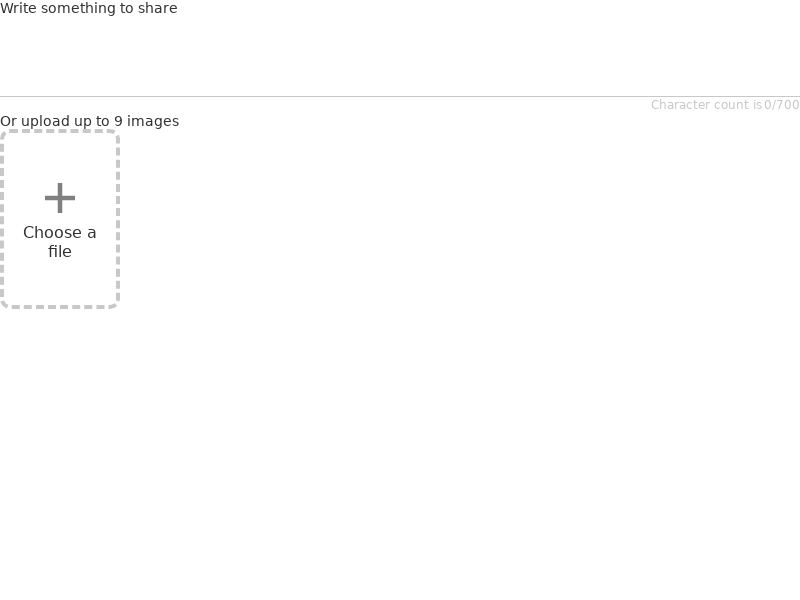 Write something to share
Character count is 0/700
Or upload up to 9 images
Choose a
file